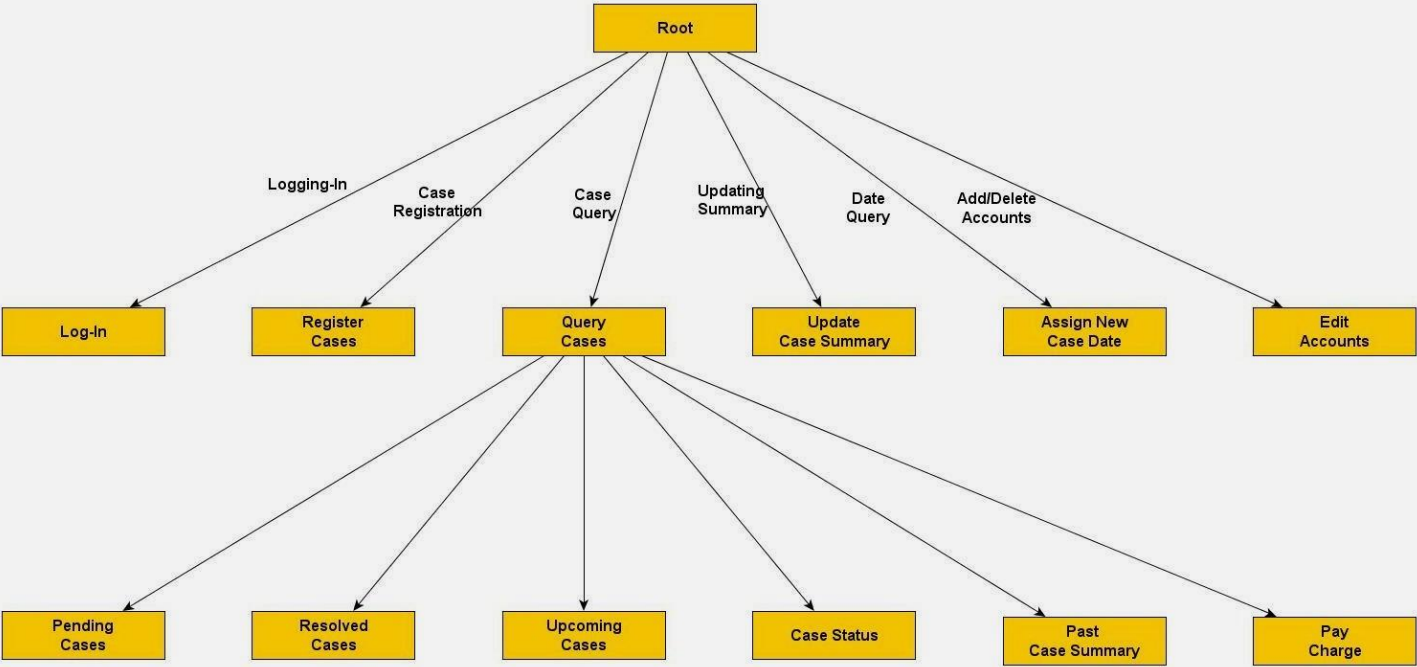 Root
Logging-In
Case
Registration
Case
Query
Updating
Summary
Date
Query
Add/Delete
Accounts
Log-In
Register
Cases
Query
Cases
Update
Case Summary
Assign New
Case Date
Edit
Accounts
Pending
Cases
Resolved
Cases
Upcoming
Cases
Case Status
Past
Case Summary
Pay
Charge